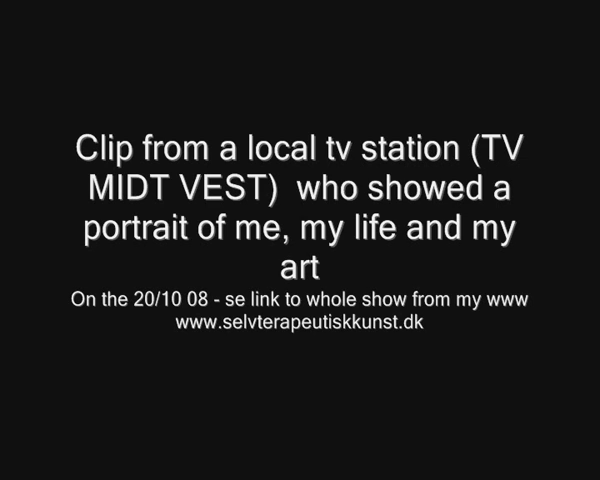 Clip from a local tv station (TV
MIDT VEST)  who showed a
portrait of me, my life and my
art
On the 20/10 08 - se link to whole show from my www
www.selvterapeutiskkunst.dk